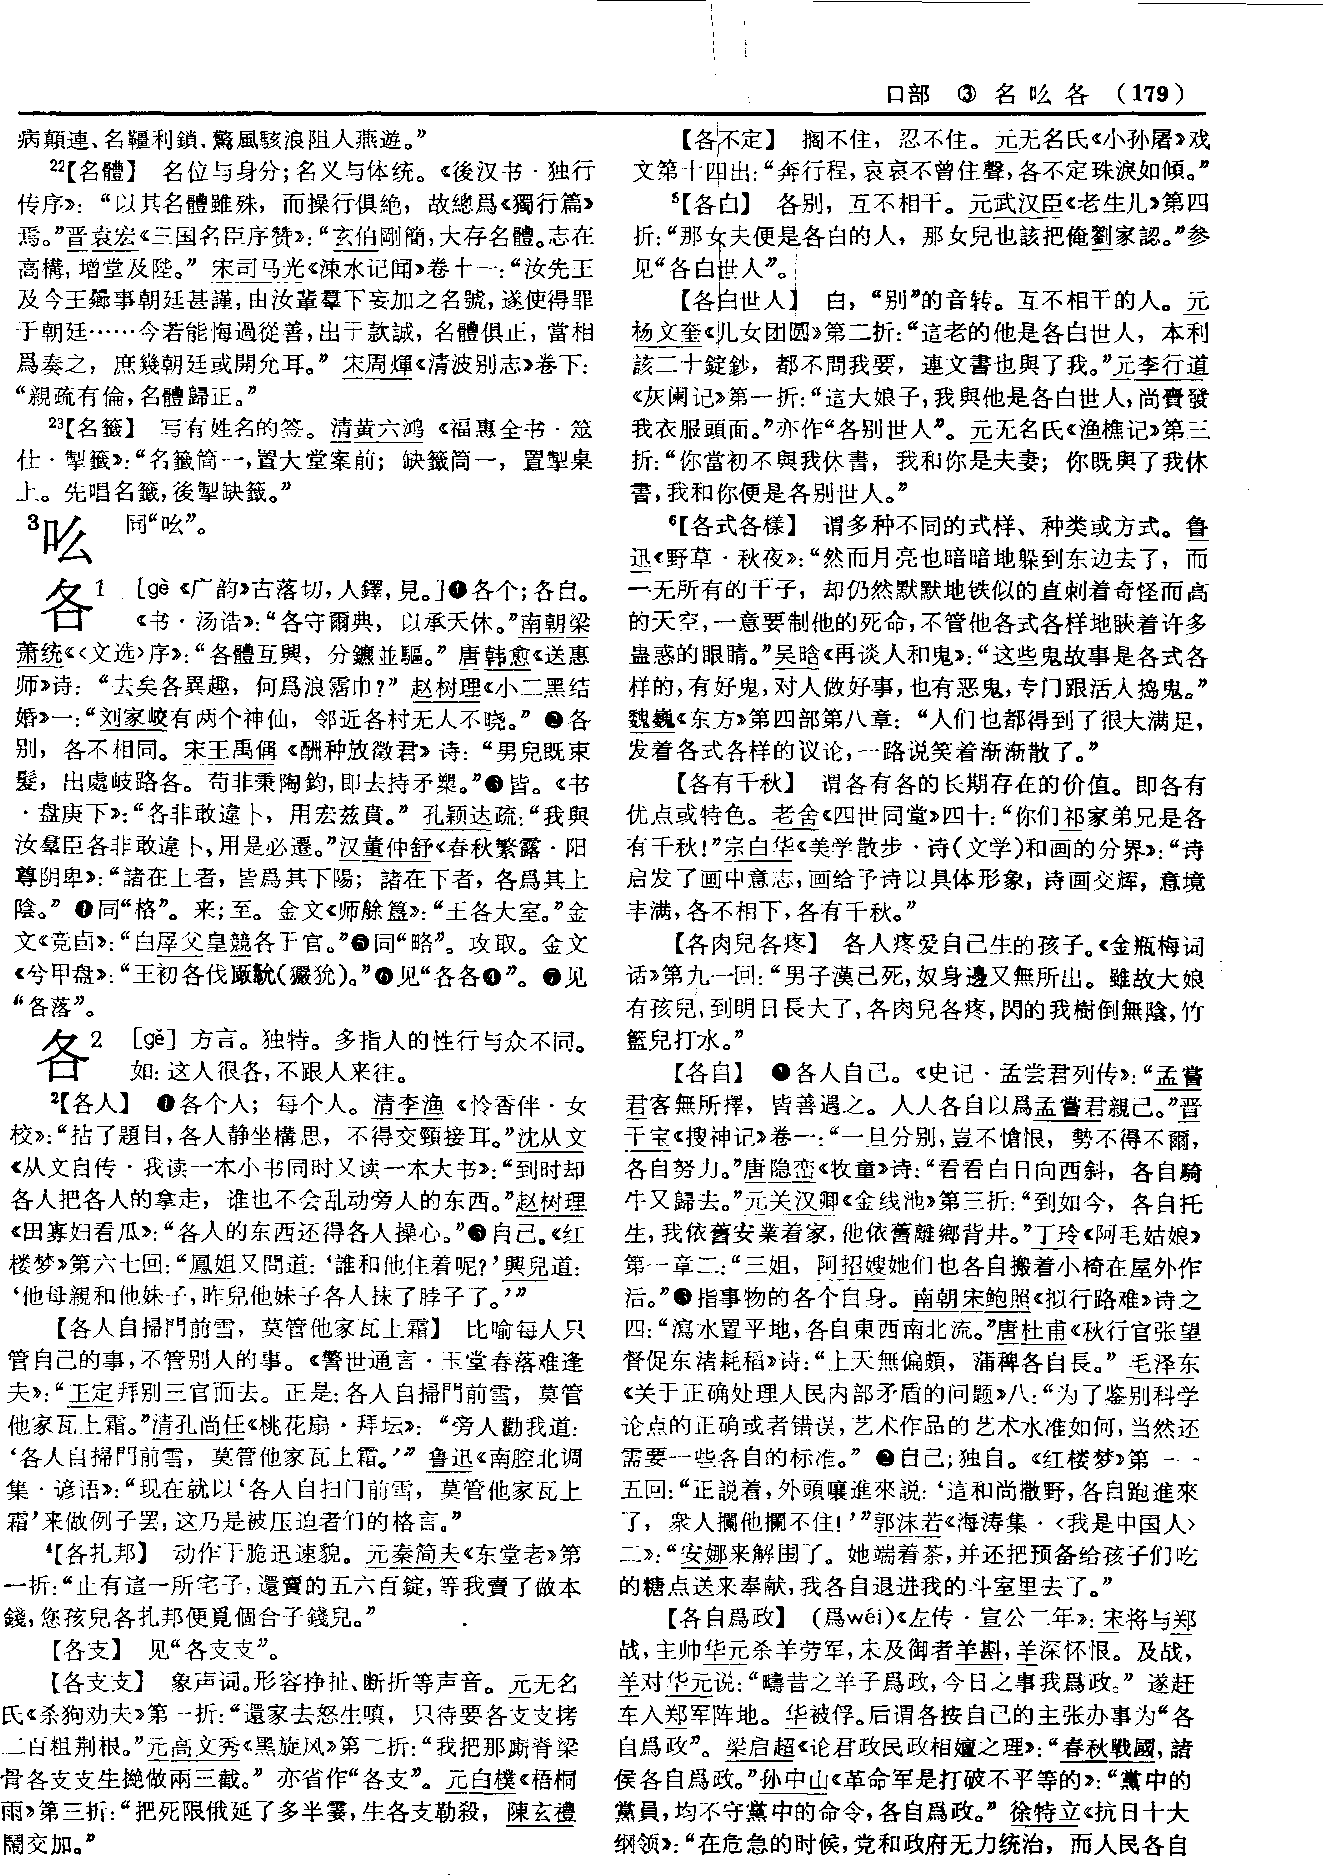 口部 ③ 名吆各 (179)
病顛連、名韁利鎖、驚風駭浪阻人燕遊。”
22【名體】 名位与身分；名义与体统。《後汉书·独行
传序》：“以其名體雖殊，而操行俱绝，故總爲《獨行篇》
焉。”晋袁宏《三国名臣序赞》：“玄伯剛簡，大存名體。志在
高構，增堂及陛。” 宋司马光《涑水记闻》卷十一：“汝先王
及今王歸事朝廷甚謹，由汝輩羣下妄加之名號，遂使得罪
于朝廷……今若能悔過從善，出于款誠，名體俱正，當相
爲奏之，庶幾朝廷或開允耳。” 宋周煇《清波别志》卷下：
“親疏有倫，名體歸正。”
23【名籤】 写有姓名的签。清黄六鸿《福惠全书·筮
仕·掣籤》：“名籤筒一，置大堂案前；缺籤筒一，置掣桌
上。先唱名籤，後掣缺籤。”
3吆 同“吆”。
各1 ［gè《广韵》古落切，入鐸，見。］❶各个；各自。
《书·汤诰》：“各守爾典，以承天休。”南朝梁
萧统《〈文选〉序》：“各體互興，分鑣並驅。” 唐韩愈《送惠
师》诗：“去矣各異趣，何爲浪霑巾？” 赵树理《小二黑结
婚》一：“刘家峧有两个神仙，邻近各村无人不晓。” ❷各
别，各不相同。宋王禹偁《酬种放徵君》诗：“男兒既束
髮，出處岐路各。苟非秉陶鈞，即去持矛槊。”❸皆。《书
·盘庚下》：“各非敢違卜，用宏兹賁。” 孔颖达疏：“我與
汝羣臣各非敢違卜，用是必遷。”汉董仲舒《春秋繁露·阳
尊阴卑》：“諸在上者，皆爲其下陽；諸在下者，各爲其上
陰。” ❹同“格”。来；至。金文《师艅簋》：“王各大室。”金
文《竞卣》：“白屖父皇競各于官。”❺同“略”。攻取。金文
《兮甲盘》：“王初各伐𠪚𤞤（玁狁）。”❻见“各各❹”。❼见
“各落”。
各2 ［gě］ 方言。独特。多指人的性行与众不同。
如：这人很各，不跟人来往。
2【各人】 ❶各个人；每个人。清李渔《怜香伴·女
校》：“拈了題目，各人静坐構思，不得交頸接耳。”沈从文
《从文自传·我读一本小书同时又读一本大书》：“到时却
各人把各人的拿走，谁也不会乱动旁人的东西。”赵树理
《田寡妇看瓜》：“各人的东西还得各人操心。”❷自己。《红
楼梦》第六七回：“鳳姐又問道：‘誰和他住着呢？’興兒道：
‘他母親和他妹子，昨兒他妹子各人抹了脖子了。’”
【各人自掃門前雪，莫管他家瓦上霜】 比喻每人只
管自己的事，不管别人的事。《警世通言·玉堂春落难逢
夫》：“王定拜别三官而去。正是：各人自掃門前雪，莫管
他家瓦上霜。”清孔尚任《桃花扇·拜坛》：“旁人勸我道：
‘各人自掃門前雪，莫管他家瓦上霜。’” 鲁迅《南腔北调
集·谚语》：“现在就以‘各人自扫门前雪，莫管他家瓦上
霜’来做例子罢，这乃是被压迫者们的格言。”
4【各扎邦】 动作干脆迅速貌。元秦简夫《东堂老》第
一折：“止有這一所宅子，還賣的五六百錠，等我賣了做本
錢，您孩兒各扎邦便覓個合子錢兒。”
【各支】 见“各支支”。
【各支支】 象声词。形容挣扯、断折等声音。元无名
氏《杀狗劝夫》第一折：“還家去怒生嗔，只待要各支支拷
二百粗荆根。”元高文秀《黑旋风》第二折：“我把那廝脊梁
骨各支支生撧做兩三截。” 亦省作“各支”。元白樸《梧桐
雨》第三折：“把死限俄延了多半霎，生各支勒殺，陳玄禮
鬧交加。”
【各不定】 搁不住，忍不住。元无名氏《小孙屠》戏
文第十四出：“奔行程，哀哀不曾住聲，各不定珠淚如傾。”
5【各白】 各别，互不相干。元武汉臣《老生儿》第四
折：“那女夫便是各白的人，那女兒也該把俺劉家認。”参
见“各白世人”。
【各白世人】 白，“别”的音转。互不相干的人。元
杨文奎《儿女团圆》第二折：“這老的他是各白世人，本利
該二十錠鈔，都不問我要，連文書也與了我。”元李行道
《灰阑记》第一折：“這大娘子，我與他是各白世人，尚賚發
我衣服頭面。”亦作“各别世人”。元无名氏《渔樵记》第三
折：“你當初不與我休書，我和你是夫妻；你既與了我休
書，我和你便是各别世人。”
6【各式各樣】 谓多种不同的式样、种类或方式。鲁
迅《野草·秋夜》：“然而月亮也暗暗地躲到东边去了，而
一无所有的干子，却仍然默默地铁似的直刺着奇怪而高
的天空，一意要制他的死命，不管他各式各样地䀹着许多
蛊惑的眼睛。”吴晗《再谈人和鬼》：“这些鬼故事是各式各
样的，有好鬼，对人做好事，也有恶鬼，专门跟活人捣鬼。”
魏巍《东方》第四部第八章：“人们也都得到了很大满足，
发着各式各样的议论，一路说笑着渐渐散了。”
【各有千秋】 谓各有各的长期存在的价值。即各有
优点或特色。老舍《四世同堂》四十：“你们祁家弟兄是各
有千秋！”宗白华《美学散步·诗（文学）和画的分界》：“诗
启发了画中意志，画给予诗以具体形象，诗画交辉，意境
丰满，各不相下，各有千秋。”
【各肉兒各疼】 各人疼爱自己生的孩子。《金瓶梅词
话》第九一回：“男子漢已死，奴身邊又無所出。雖故大娘
有孩兒，到明日長大了，各肉兒各疼，閃的我樹倒無陰，竹
籃兒打水。”
【各自】 ❶各人自己。《史记·孟尝君列传》：“孟嘗
君客無所擇，皆善遇之。人人各自以爲孟嘗君親己。”晋
干宝《搜神记》卷一：“一旦分别，豈不愴恨，勢不得不爾，
各自努力。”唐隐峦《牧童》诗：“看看白日向西斜，各自騎
牛又歸去。”元关汉卿《金线池》第三折：“到如今，各自托
生，我依舊安業着家，他依舊離鄉背井。”丁玲《阿毛姑娘》
第一章二：“三姐，阿招嫂她们也各自搬着小椅在屋外作
活。”❷指事物的各个自身。南朝宋鲍照《拟行路难》诗之
四：“瀉水置平地，各自東西南北流。”唐杜甫《秋行官张望
督促东渚耗稻》诗：“上天無偏頗，蒲稗各自長。” 毛泽东
《关于正确处理人民内部矛盾的问题》八：“为了鉴别科学
论点的正确或者错误，艺术作品的艺术水准如何，当然还
需要一些各自的标准。” ❷自己；独自。《红楼梦》第一一
五回：“正説着，外頭嚷進來説：‘這和尚撒野，各自跑進來
了，衆人攔他攔不住！’”郭沫若《海涛集·〈我是中国人〉
二》：“安娜来解围了。她端着茶，并还把预备给孩子们吃
的糖点送来奉献，我各自退进我的斗室里去了。”
【各自爲政】 （爲wéi）《左传·宣公二年》：宋将与郑
战，主帅华元杀羊劳军，未及御者羊斟，羊深怀恨。及战，
羊对华元说：“疇昔之羊子爲政，今日之事我爲政。” 遂赶
车入郑军阵地。华被俘。后谓各按自己的主张办事为“各
自爲政”。梁启超《论君政民政相嬗之理》：“春秋戰國，諸
侯各自爲政。”孙中山《革命军是打破不平等的》：“黨中的
黨員，均不守黨中的命令，各自爲政。” 徐特立《抗日十大
纲领》：“在危急的时候，党和政府无力统治，而人民各自